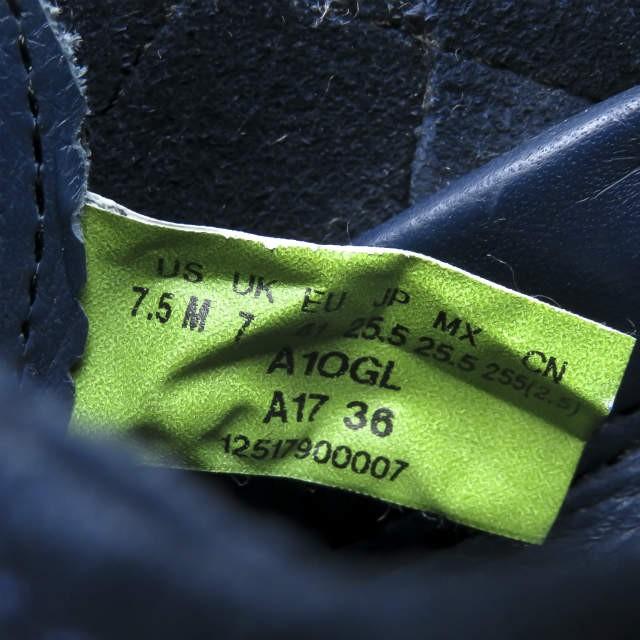 US UK EU JP MX CN
7.5 M 7 41 25.5 25.5 255(2.5)
A10GL
A17 36
12517900007